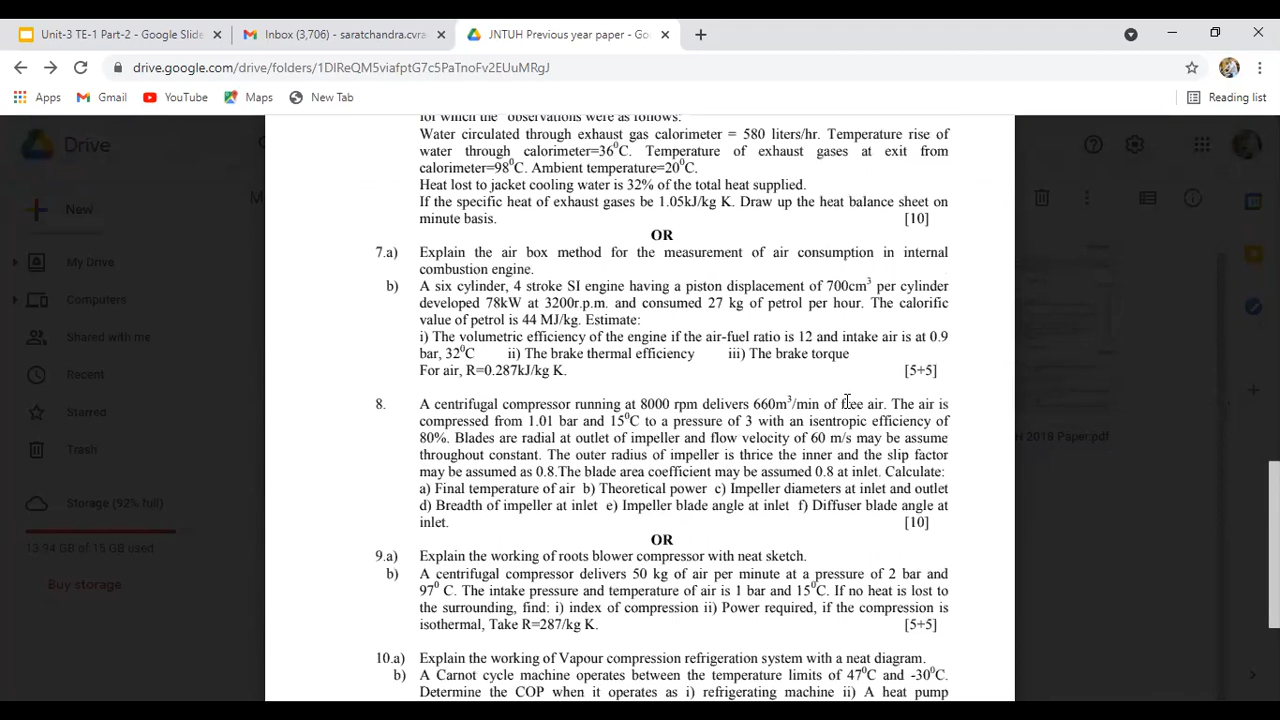 Unit-3 TE-1 Part-2 - Google Slide
Inbox (3,706) - saratchandra.cvra
JNTUH Previous year paper - Goo
drive.google.com/drive/folders/1DlReQM5viafptG7c5PaTnoFv2EUuMRgJ
Apps Gmail YouTube Maps New Tab Reading list
Drive
New
My Drive
Computers
Shared with me
Recent
Starred
Trash
Storage (92% full)
13.94 GB of 15 GB used
Buy storage
2018 Paper.pdf
for which the observations were as follows:
Water circulated through exhaust gas calorimeter = 580 liters/hr. Temperature rise of
water through calorimeter=36⁰C. Temperature of exhaust gases at exit from
calorimeter=98⁰C. Ambient temperature=20⁰C.
Heat lost to jacket cooling water is 32% of the total heat supplied.
If the specific heat of exhaust gases be 1.05kJ/kg K. Draw up the heat balance sheet on
minute basis. [10]
OR
7.a) Explain the air box method for the measurement of air consumption in internal
combustion engine.
b) A six cylinder, 4 stroke SI engine having a piston displacement of 700cm³ per cylinder
developed 78kW at 3200r.p.m. and consumed 27 kg of petrol per hour. The calorific
value of petrol is 44 MJ/kg. Estimate:
i) The volumetric efficiency of the engine if the air-fuel ratio is 12 and intake air is at 0.9
bar, 32⁰C ii) The brake thermal efficiency iii) The brake torque
For air, R=0.287kJ/kg K. [5+5]
8. A centrifugal compressor running at 8000 rpm delivers 660m³/min of free air. The air is
compressed from 1.01 bar and 15⁰C to a pressure of 3 with an isentropic efficiency of
80%. Blades are radial at outlet of impeller and flow velocity of 60 m/s may be assume
throughout constant. The outer radius of impeller is thrice the inner and the slip factor
may be assumed as 0.8.The blade area coefficient may be assumed 0.8 at inlet. Calculate:
a) Final temperature of air b) Theoretical power c) Impeller diameters at inlet and outlet
d) Breadth of impeller at inlet e) Impeller blade angle at inlet f) Diffuser blade angle at
inlet. [10]
OR
9.a) Explain the working of roots blower compressor with neat sketch.
b) A centrifugal compressor delivers 50 kg of air per minute at a pressure of 2 bar and
97⁰ C. The intake pressure and temperature of air is 1 bar and 15⁰C. If no heat is lost to
the surrounding, find: i) index of compression ii) Power required, if the compression is
isothermal, Take R=287/kg K. [5+5]
10.a) Explain the working of Vapour compression refrigeration system with a neat diagram.
b) A Carnot cycle machine operates between the temperature limits of 47⁰C and -30⁰C.
Determine the COP when it operates as i) refrigerating machine ii) A heat pump